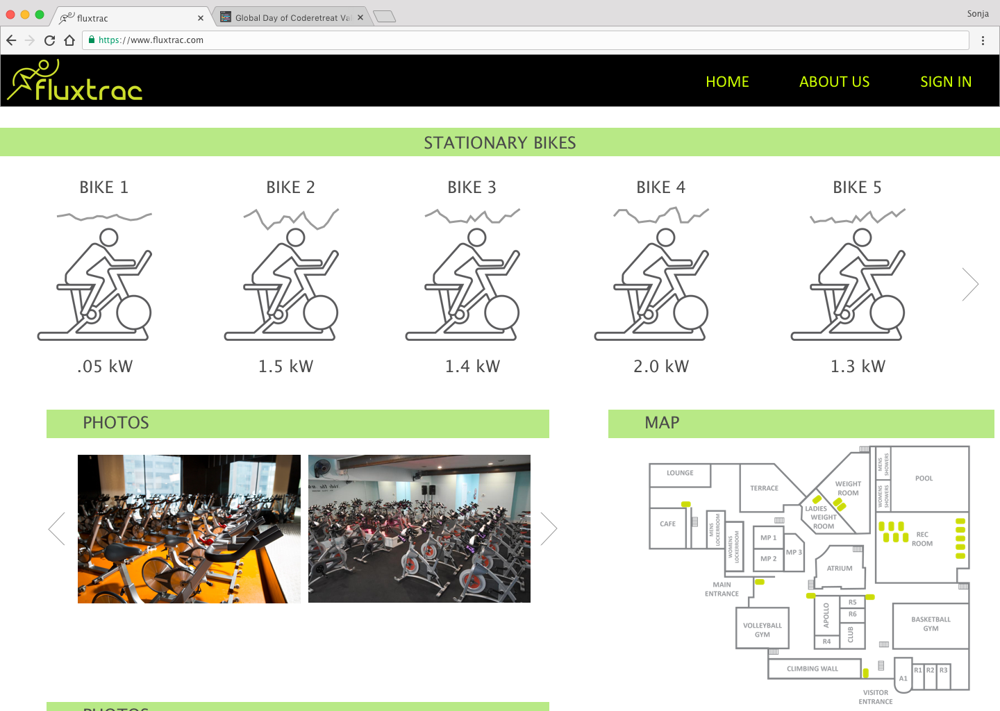 fluxtrac
Global Day of Coderetreat Val
Sonja
https://www.fluxtrac.com
fluxtrac
HOME
ABOUT US
SIGN IN
STATIONARY BIKES
BIKE 1
BIKE 2
BIKE 3
BIKE 4
BIKE 5
.05 kW
1.5 kW
1.4 kW
2.0 kW
1.3 kW
PHOTOS
MAP
LOUNGE
TERRACE
WEIGHT
ROOM
MENS
SHOWERS
WOMENS
SHOWERS
POOL
CAFE
MENS
LOCKERROOM
WOMENS
LOCKERROOM
LADIES
WEIGHT
ROOM
MP 1
MP 2
MP 3
REC
ROOM
ATRIUM
MAIN
ENTRANCE
VOLLEYBALL
GYM
APOLLO
R5
R6
CLUB
R4
BASKETBALL
GYM
CLIMBING WALL
A1
R1
R2
R3
VISITOR
ENTRANCE
PHOTOS